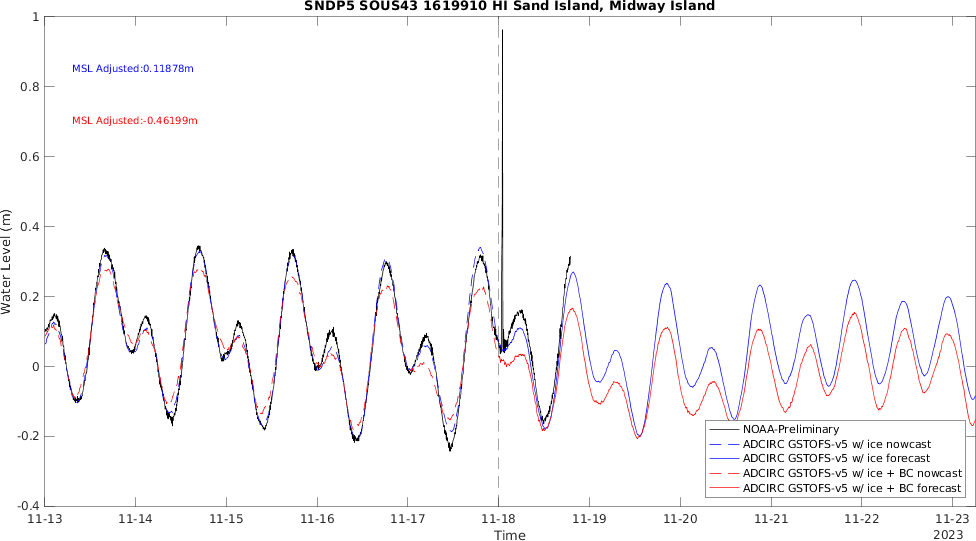 SNDP5 SOUS43 1619910 HI Sand Island, Midway Island
MSL Adjusted:0.11878m
MSL Adjusted:-0.46199m
Water Level (m)
1
0.8
0.6
0.4
0.2
0
-0.2
-0.4
NOAA-Preliminary
ADCIRC GSTOFS-v5 w/ ice nowcast
ADCIRC GSTOFS-v5 w/ ice forecast
ADCIRC GSTOFS-v5 w/ ice + BC nowcast
ADCIRC GSTOFS-v5 w/ ice + BC forecast
11-13 11-14 11-15 11-16 11-17 11-18 11-19 11-20 11-21 11-22 11-23
Time 2023